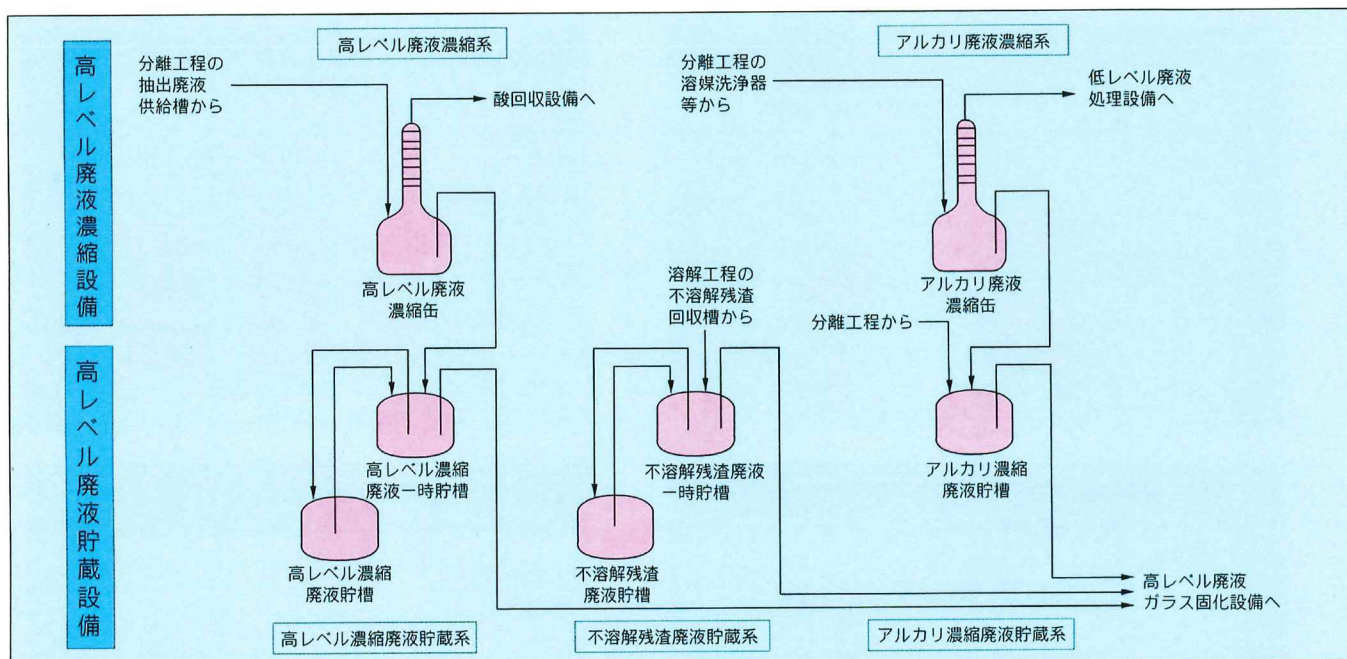 高レベル廃液濃縮設備
高レベル廃液濃縮系
アルカリ廃液濃縮系
分離工程の
抽出廃液
供給槽から
酸回収設備へ
分離工程の
溶媒洗浄器
等から
低レベル廃液
処理設備へ
高レベル廃液
濃縮缶
アルカリ廃液
濃縮缶
高レベル廃液貯蔵設備
溶解工程の
不溶解残渣
回収槽から
分離工程から
高レベル濃縮
廃液一時貯槽
不溶解残渣廃液
一時貯槽
アルカリ濃縮
廃液貯槽
高レベル濃縮
廃液貯槽
不溶解残渣
廃液貯槽
高レベル廃液
ガラス固化設備へ
高レベル濃縮廃液貯蔵系
不溶解残渣廃液貯蔵系
アルカリ濃縮廃液貯蔵系